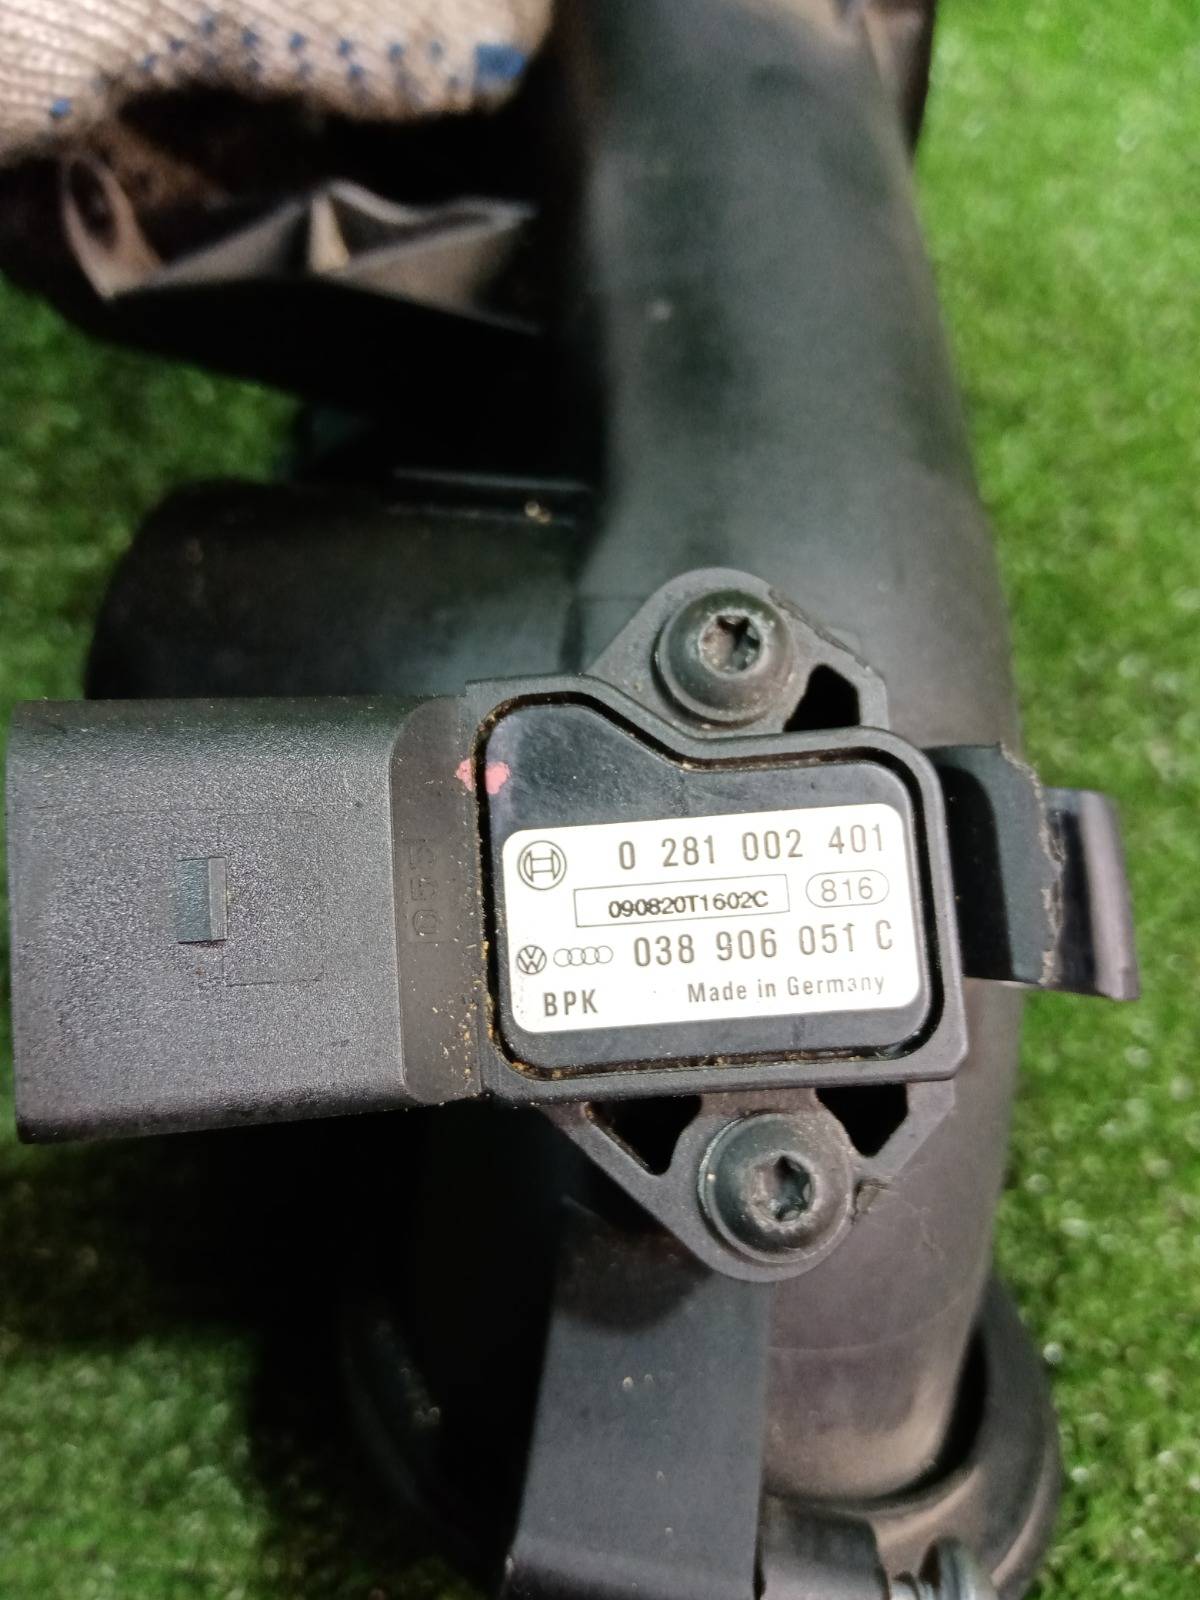 0 281 002 401
090820T1602C 816
038 906 051 C
BPK Made in Germany